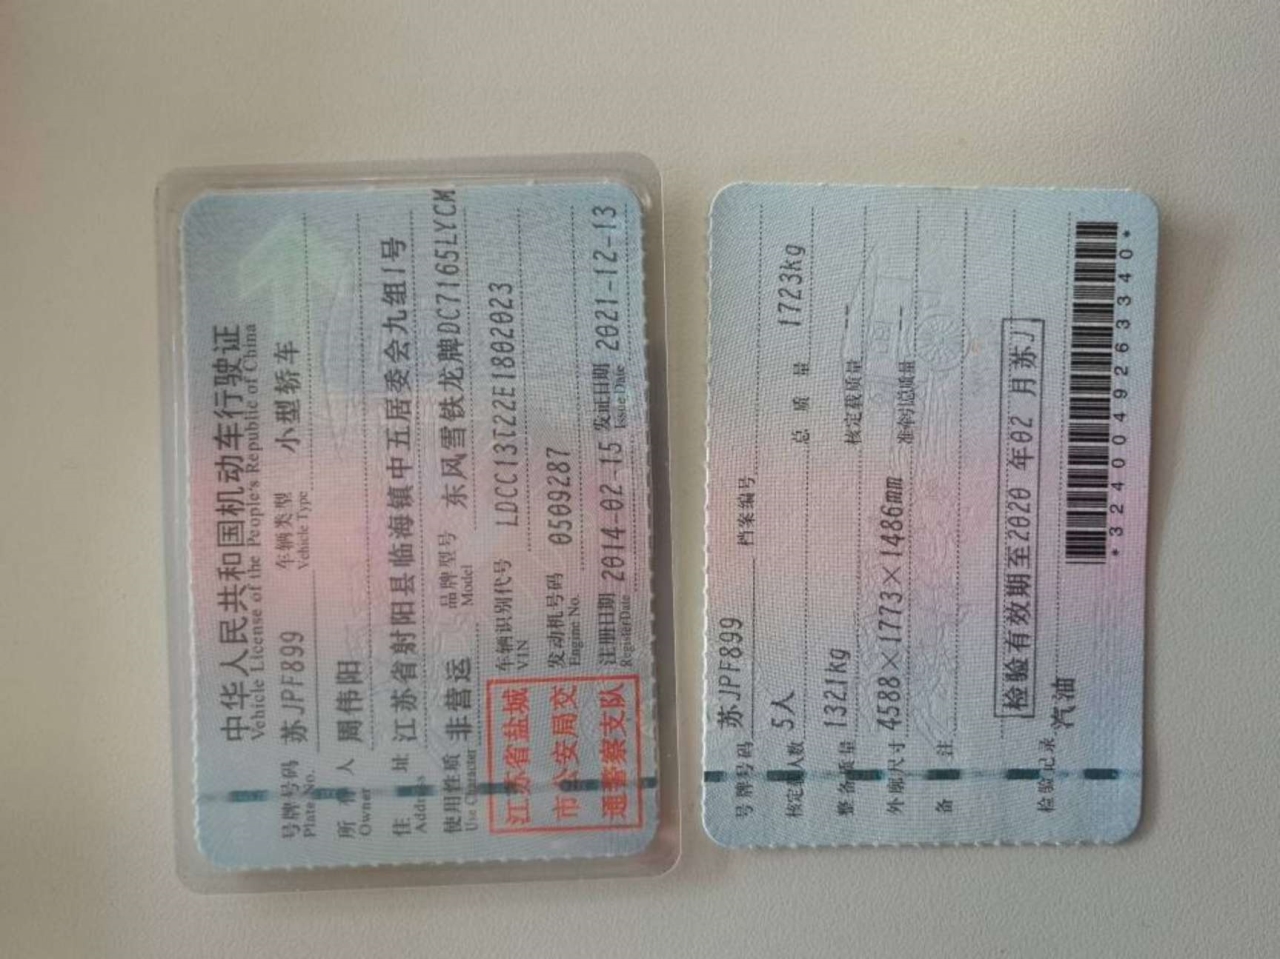 中华人民共和国机动车行驶证
Vehicle License of the People's Republic of China
号牌号码 苏JPF899 车辆类型 小型轿车
Plate No. Vehicle Type
所有人 周伟阳
Owner
住址 江苏省射阳县临海镇中五居委会九组1号
Address
使用性质 非营运 品牌型号 东风雪铁龙牌DC7165LYCM
Use Character Model
江苏省盐城
市公安局交
通警察支队
车辆识别代号 LDCC13T22E1802023
VIN
发动机号码 0509287
Engine No.
注册日期 2014-02-15 发证日期 2021-12-13
Register Date Issue Date
号牌号码 苏JPF899 档案编号
核定载人数 5人 总质量 1723kg
整备质量 1321kg 核定载质量 --
外廓尺寸 4588×1773×1486mm 准牵引总质量 --
备注
检验有效期至2020 年02 月苏J
检验记录 汽油
*3240049263340*